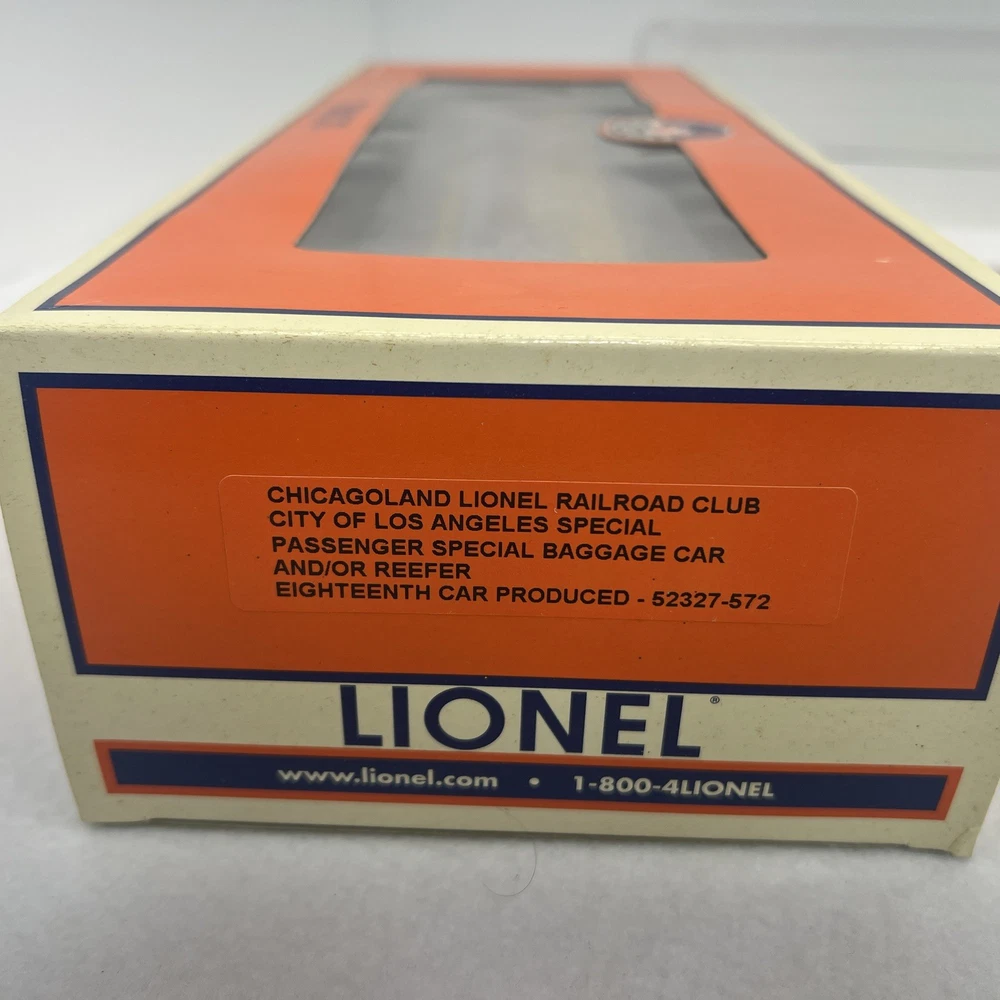 CHICAGOLAND LIONEL RAILROAD CLUB
CITY OF LOS ANGELES SPECIAL
PASSENGER SPECIAL BAGGAGE CAR
AND/OR REEFER
EIGHTEENTH CAR PRODUCED - 52327-572
LIONEL®
www.lionel.com • 1-800-4LIONEL